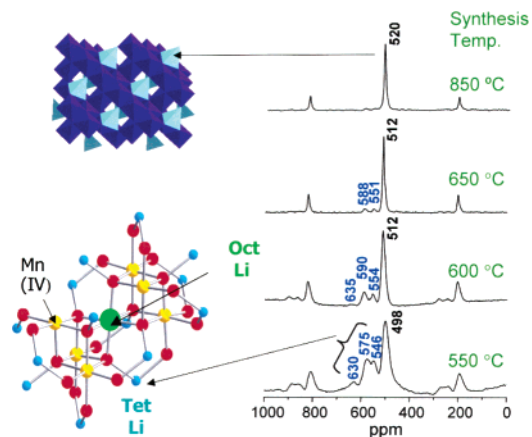 Synthesis
Temp.
520
850 ºC
512
588
551
650 °C
512
635
590
554
600 °C
498
630
575
546
550 °C
Mn
(IV)
Oct
Li
Tet
Li
1000 800 600 400 200 0
ppm